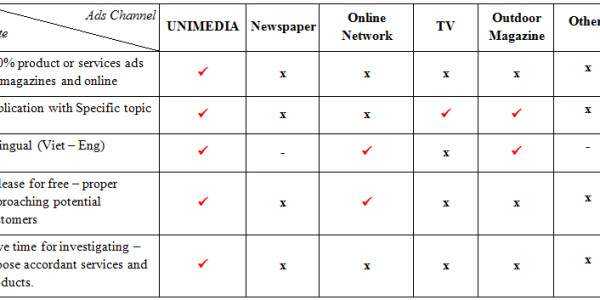 Ads Channel
te
UNIMEDIA
Newspaper
Online
Network
TV
Outdoor
Magazine
Other
0% product or services ads
magazines and online
✓ x x x x x
plication with Specific topic
✓ x x ✓ ✓ x
ingual (Viet – Eng)
✓ - ✓ x ✓ -
lease for free – proper
proaching potential
stomers
✓ x ✓ x x x
ve time for investigating –
oose accordant services and
ducts.
✓ x x x x x